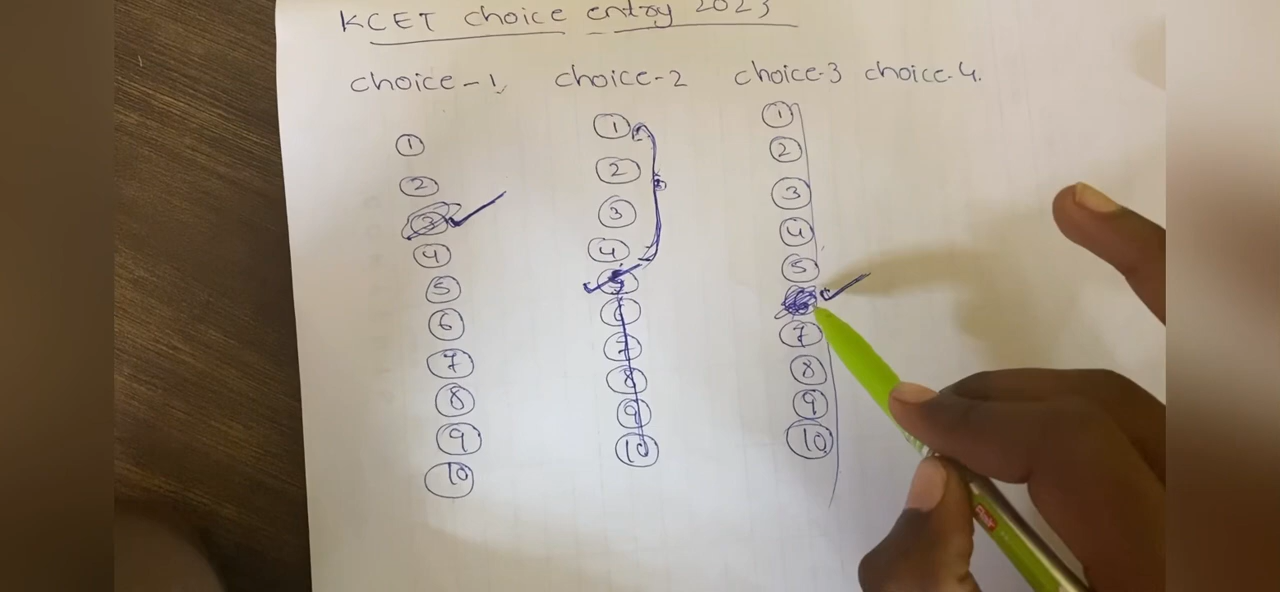 KCET choice entry 2023
choice-1, choice-2 choice-3 choice-4.
1 1 1
2 2 2
3 3 3
4 4 4
5 5 5
6 6
7 7 7
8 8 8
9 9 9
10 10 10
Flair